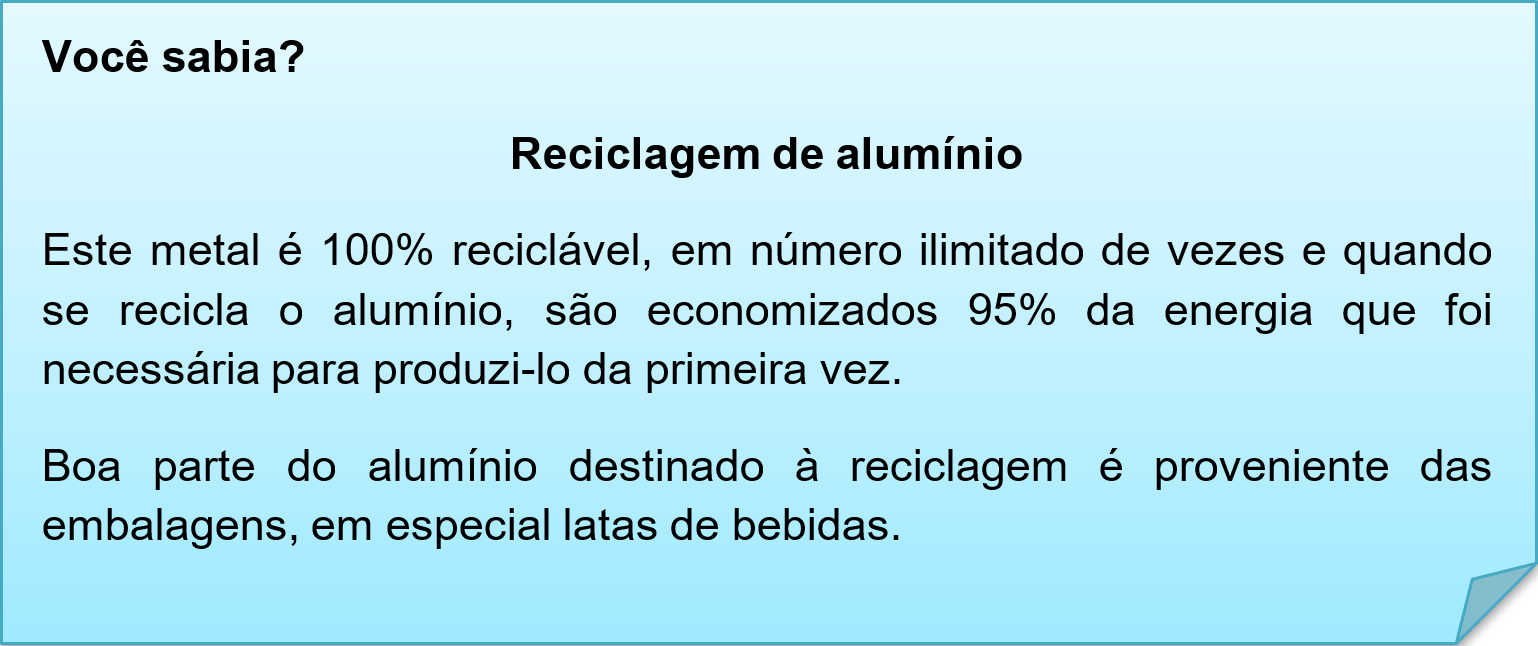 Você sabia?
Reciclagem de alumínio
Este metal é 100% reciclável, em número ilimitado de vezes e quando
se recicla o alumínio, são economizados 95% da energia que foi
necessária para produzi-lo da primeira vez.
Boa parte do alumínio destinado à reciclagem é proveniente das
embalagens, em especial latas de bebidas.